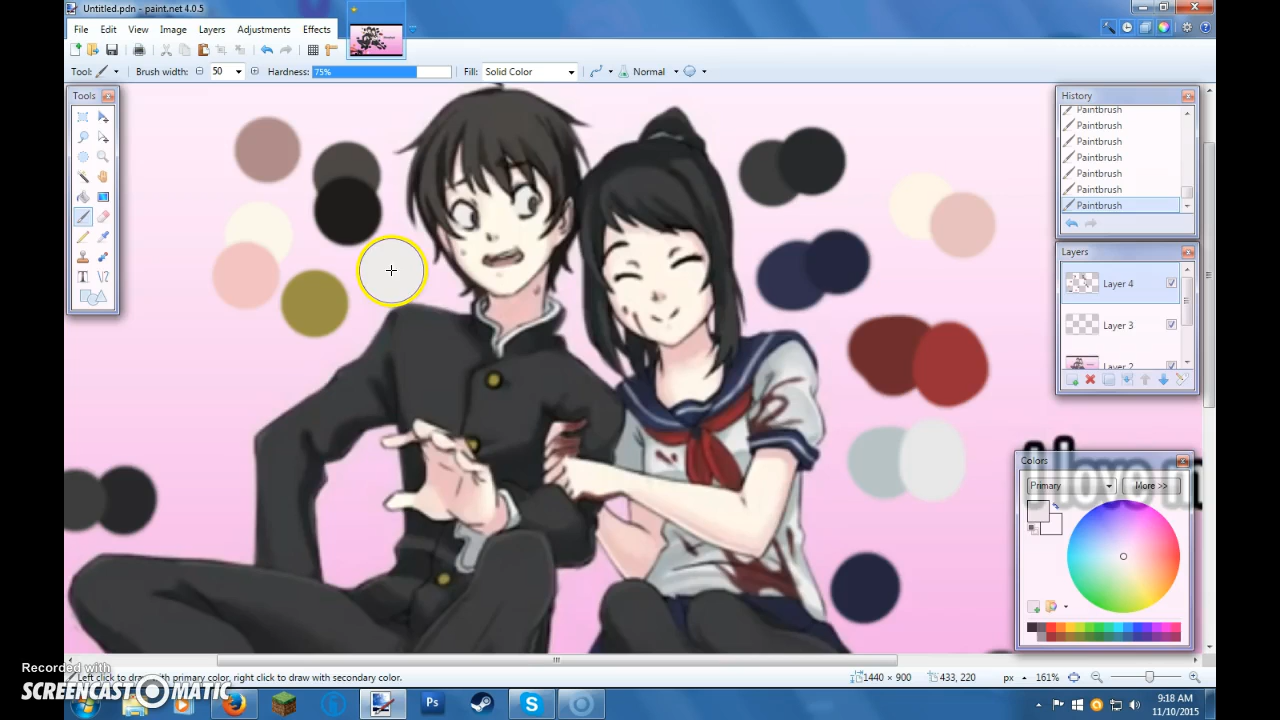 Untitled.pdn - paint.net 4.0.5
File Edit View Image Layers Adjustments Effects
Tool: Brush width: 50 Hardness: 75% Fill: Solid Color Normal
Tools
History
Paintbrush
Paintbrush
Paintbrush
Paintbrush
Paintbrush
Paintbrush
Paintbrush
Layers
Layer 4
Layer 3
Layer 2
Colors
Primary More >>
Left click to draw with primary color, right click to draw with secondary color.
1440 × 900 433, 220 px 161%
Recorded with
SCREENCAST-O-MATIC
Ps
9:18 AM
11/10/2015